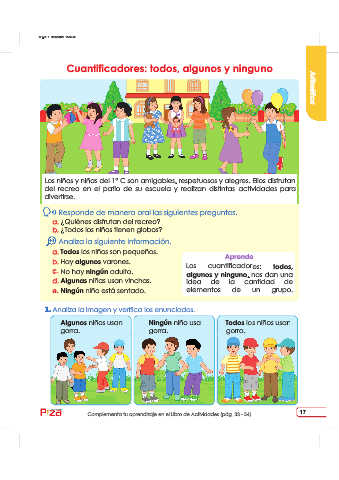 Cuantificadores: todos, algunos y ninguno
Aritmética
Los niños y niñas del 1° C son amigables, respetuosos y alegres. Ellos disfrutan
del recreo en el patio de su escuela y realizan distintas actividades para
divertirse.
Responde de manera oral las siguientes preguntas.
a. ¿Quiénes disfrutan del recreo?
b. ¿Todos los niños tienen globos?
Analiza la siguiente información.
a. Todos los niños son pequeños.
b. Hay algunos varones.
c. No hay ningún adulto.
d. Algunas niñas usan vinchas.
e. Ningún niño está sentado.
Aprendo
Los cuantificadores: todos,
algunos y ninguno, nos dan una
idea de la cantidad de
elementos de un grupo.
1. Analiza la imagen y verifica los enunciados.
Algunos niños usan
gorra.
Ningún niño usa
gorra.
Todos los niños usan
gorra.
Complementa tu aprendizaje en el Libro de Actividades (pág. 33 - 34)
17